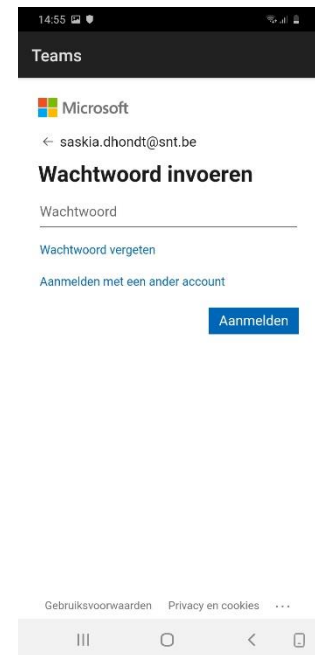 14:55
Teams
Microsoft
← saskia.dhondt@snt.be
Wachtwoord invoeren
Wachtwoord
Wachtwoord vergeten
Aanmelden met een ander account
Aanmelden
Gebruiksvoorwaarden Privacy en cookies ...